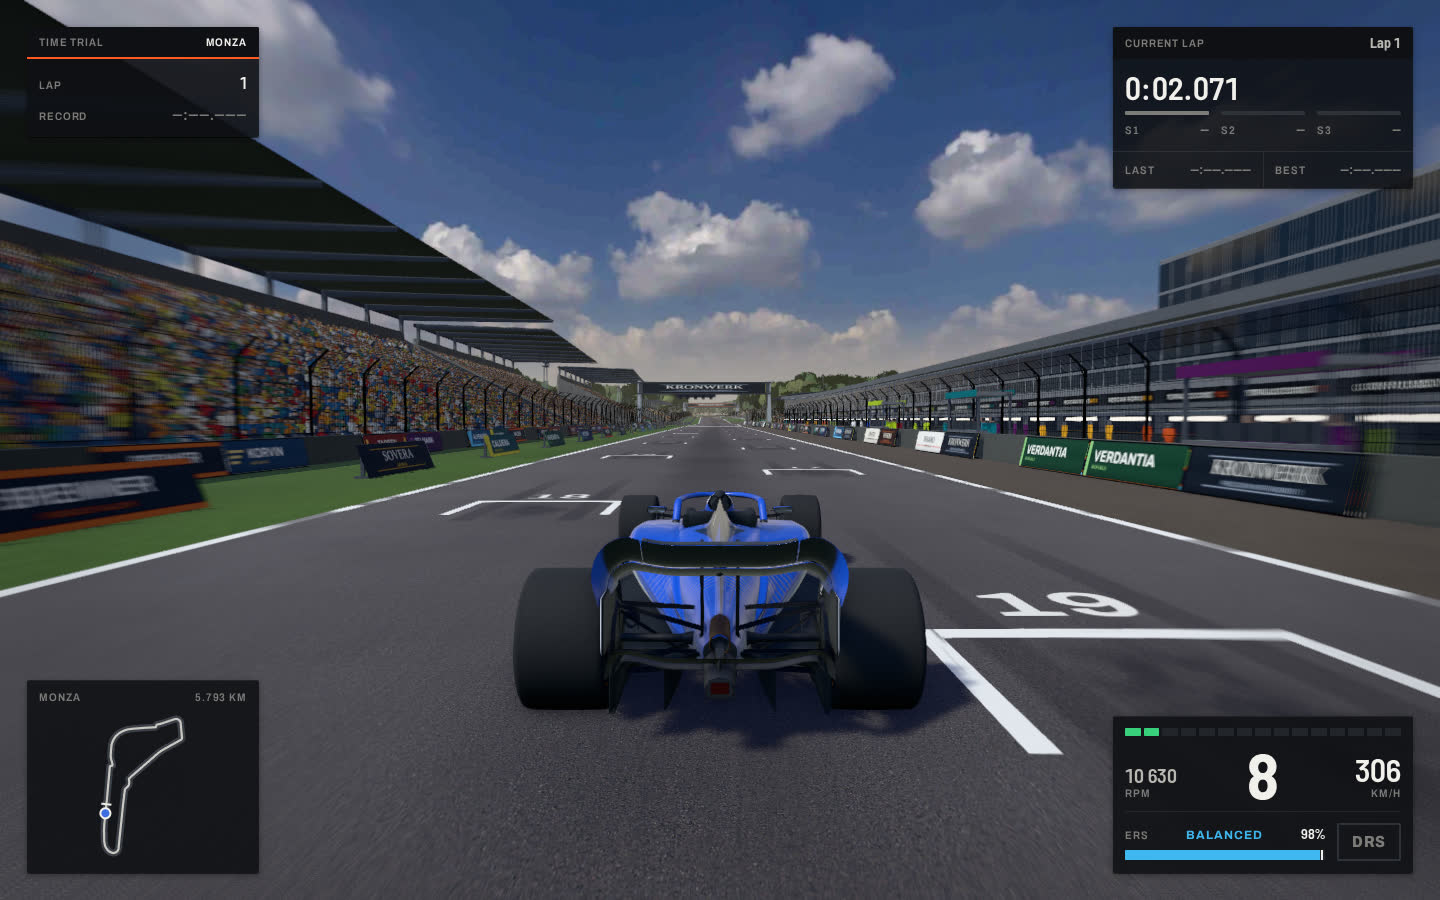 TIME TRIAL MONZA
LAP 1
RECORD —:——.———
CURRENT LAP Lap 1
0:02.071
S1 — S2 — S3 —
LAST —:——.———
BEST —:——.———
KRONWERK
KORVIN
SOVERA
VERDANTIA
VERDANTIA
KRONWERK
18
19
MONZA 5.793 KM
10 630
RPM
8
306
KM/H
ERS BALANCED 98%
DRS